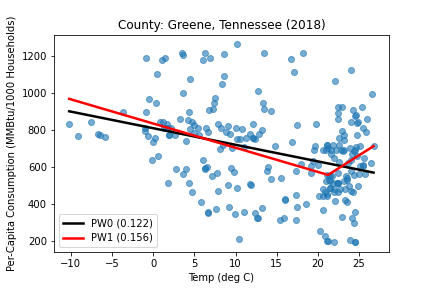 County: Greene, Tennessee (2018)
Per-Capita Consumption (MMBtu/1000 Households)
1200
1000
800
600
400
200
PW0 (0.122)
PW1 (0.156)
−10 −5 0 5 10 15 20 25
Temp (deg C)